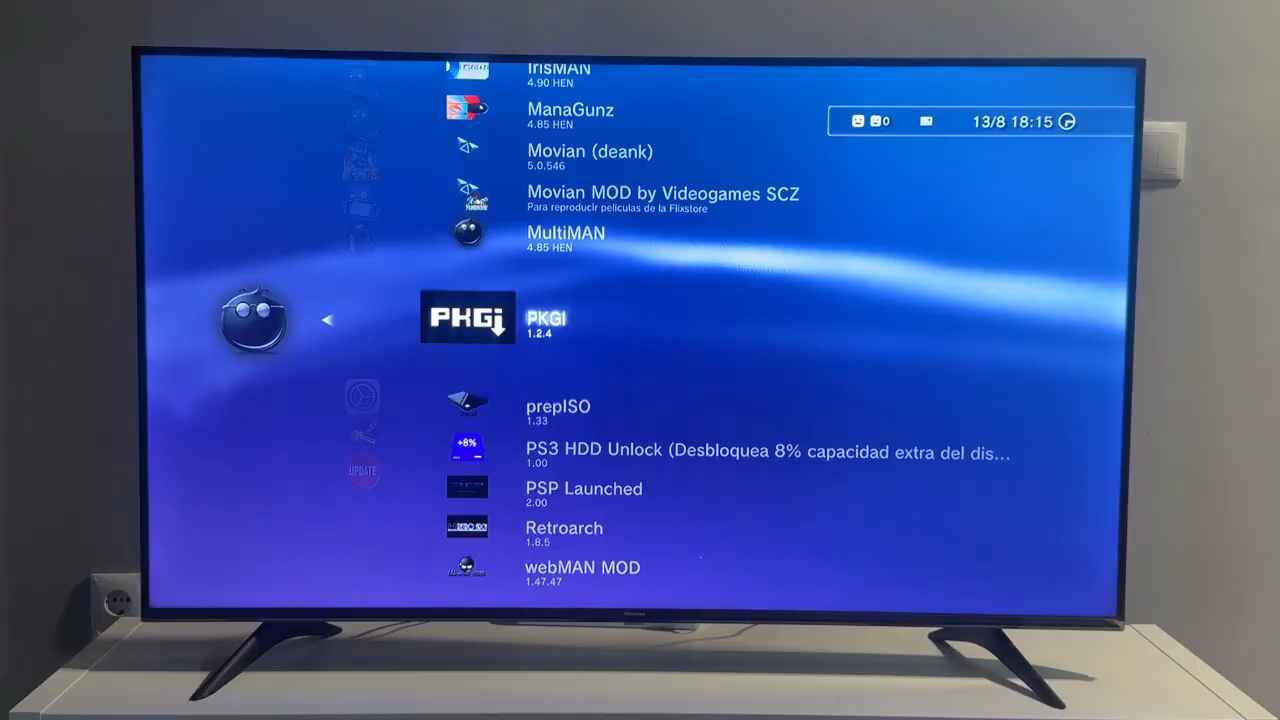 IrisMAN
4.90 HEN
ManaGunz
4.85 HEN
0
13/8 18:15
Movian (deank)
5.0.546
Movian MOD by Videogames SCZ
Para reproducir peliculas de la Flixstore
MultiMAN
4.85 HEN
PKGi
PKGI
1.2.4
prepISO
1.33
+8%
PS3 HDD Unlock (Desbloquea 8% capacidad extra del dis...
1.00
UPDATE
PSP Launched
2.00
Retroarch
1.8.5
webMAN MOD
1.47.47
Hisense